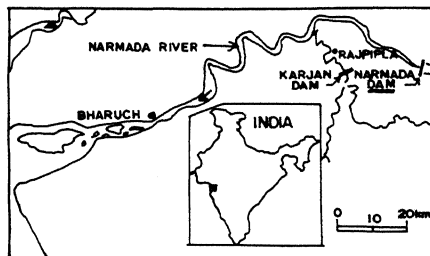 NARMADA RIVER
RAJPIPLA
KARJAN
DAM
NARMADA
DAM
BHARUCH
INDIA
0 10 20km